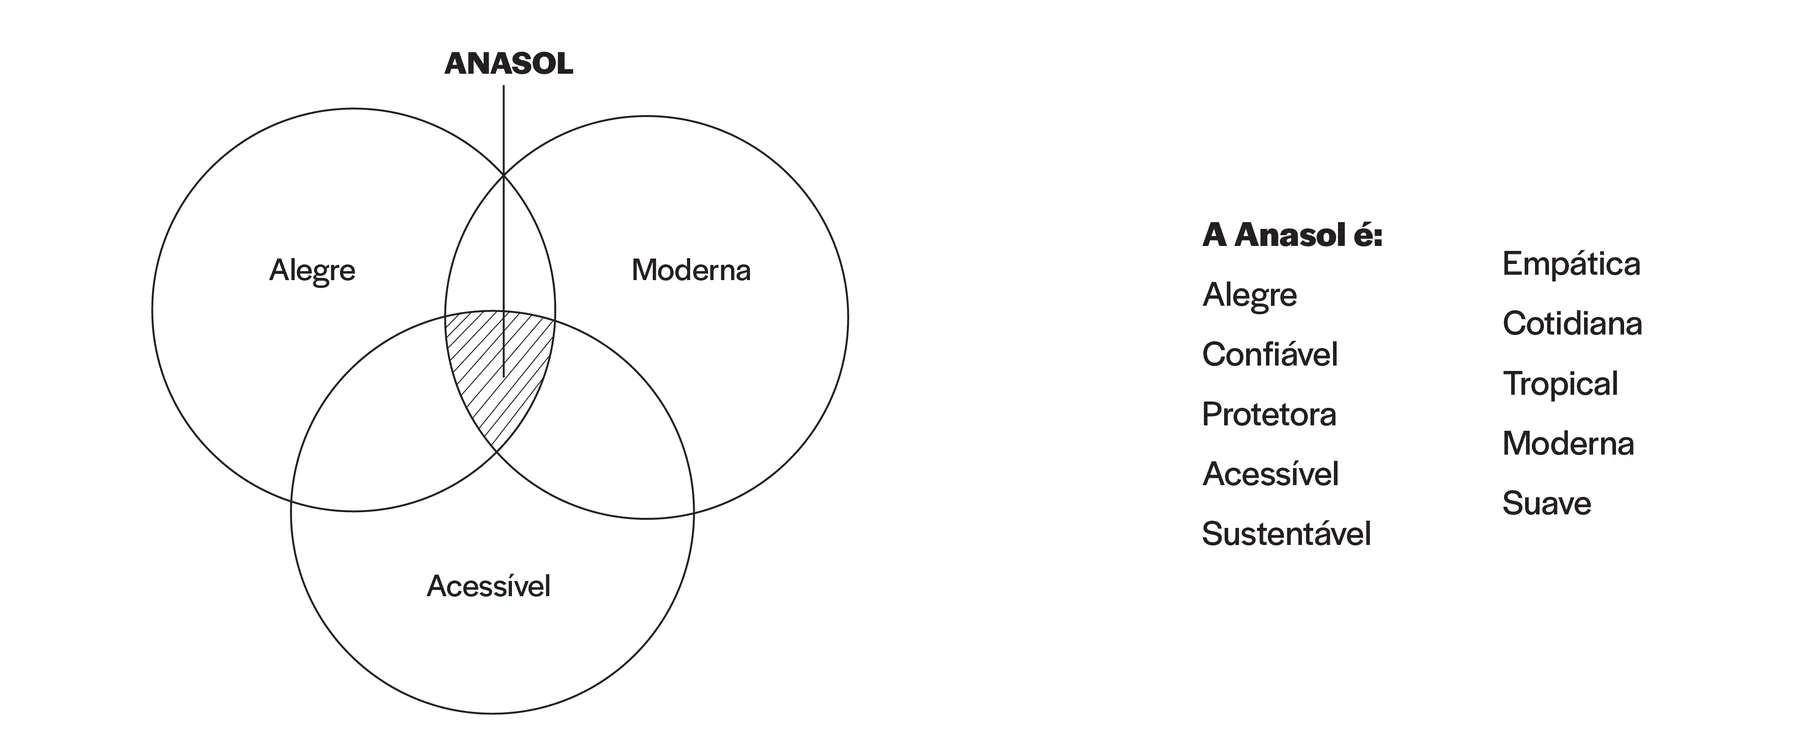 ANASOL
Alegre
Moderna
Acessível
A Anasol é:
Alegre
Confiável
Protetora
Acessível
Sustentável
Empática
Cotidiana
Tropical
Moderna
Suave